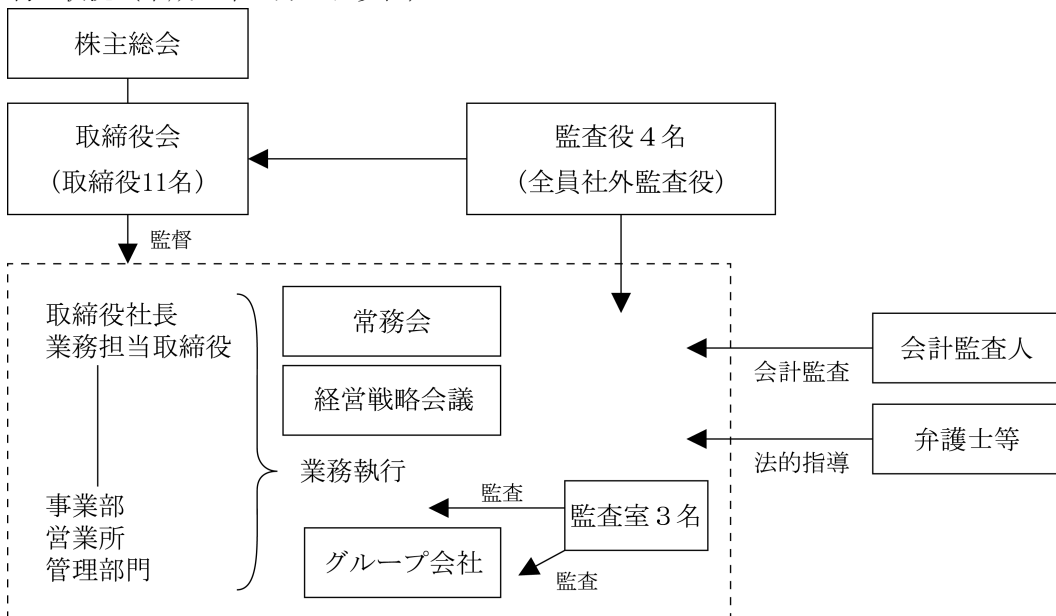 株主総会
取締役会
（取締役11名）
監査役４名
（全員社外監査役）
監督
取締役社長
業務担当取締役
常務会
経営戦略会議
業務執行
事業部
営業所
管理部門
グループ会社
監査
監査室３名
監査
会計監査人
会計監査
弁護士等
法的指導